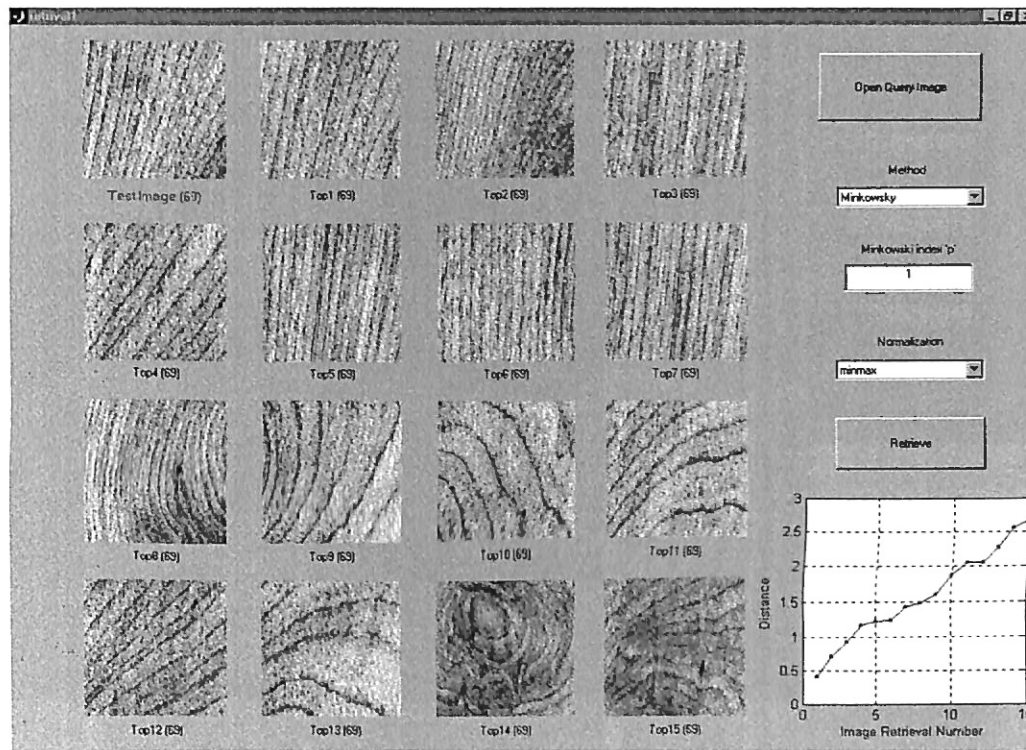 Test Image (69)
Top1 (69)
Top2 (69)
Top3 (69)
Top4 (69)
Top5 (69)
Top6 (69)
Top7 (69)
Top8 (69)
Top9 (69)
Top10 (69)
Top11 (69)
Top12 (69)
Top13 (69)
Top14 (69)
Top15 (69)
Open Query Image
Method
Minkowsky
Minkowski index 'p'
1
Normalization
minmax
Retrieve
3
2.5
2
1.5
1
0.5
0
Distance
0
5
10
15
Image Retrieval Number